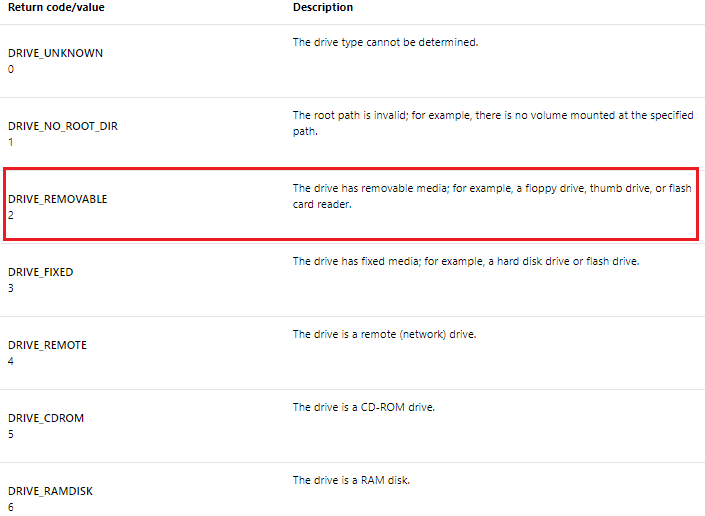 Return code/value Description
DRIVE_UNKNOWN
0
The drive type cannot be determined.
DRIVE_NO_ROOT_DIR
1
The root path is invalid; for example, there is no volume mounted at the specified
path.
DRIVE_REMOVABLE
2
The drive has removable media; for example, a floppy drive, thumb drive, or flash
card reader.
DRIVE_FIXED
3
The drive has fixed media; for example, a hard disk drive or flash drive.
DRIVE_REMOTE
4
The drive is a remote (network) drive.
DRIVE_CDROM
5
The drive is a CD-ROM drive.
DRIVE_RAMDISK
6
The drive is a RAM disk.